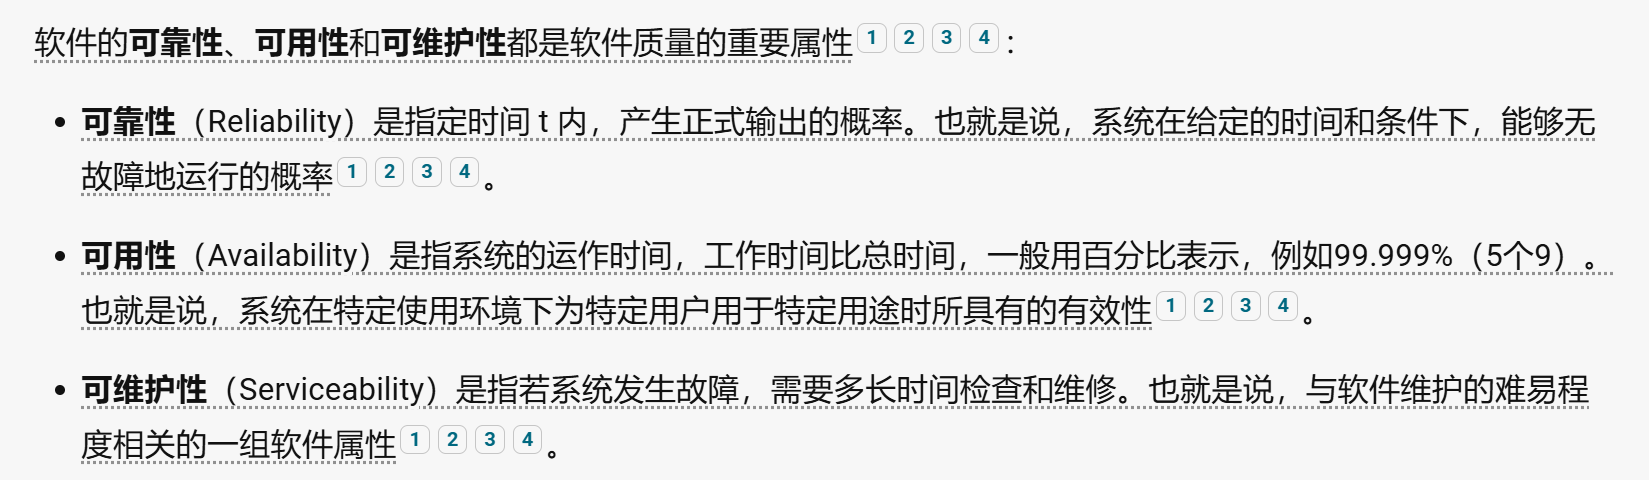 软件的可靠性、可用性和可维护性都是软件质量的重要属性 1 2 3 4 ：
• 可靠性（Reliability）是指定时间 t 内，产生正式输出的概率。也就是说，系统在给定的时间和条件下，能够无
故障地运行的概率 1 2 3 4 。
• 可用性（Availability）是指系统的运作时间，工作时间比总时间，一般用百分比表示，例如99.999%（5个9）。
也就是说，系统在特定使用环境下为特定用户用于特定用途时所具有的有效性 1 2 3 4 。
• 可维护性（Serviceability）是指若系统发生故障，需要多长时间检查和维修。也就是说，与软件维护的难易程
度相关的一组软件属性 1 2 3 4 。